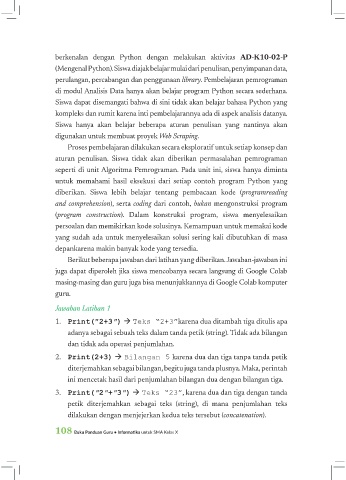 berkenalan dengan Python dengan melakukan aktivitas AD-K10-02-P
(Mengenal Python). Siswa diajak belajar mulai dari penulisan, penyimpanan data,
perulangan, percabangan dan penggunaan library. Pembelajaran pemrograman
di modul Analisis Data hanya akan belajar program Python secara sederhana.
Siswa dapat disemangati bahwa di sini tidak akan belajar bahasa Python yang
kompleks dan rumit karena inti pembelajarannya ada di aspek analisis datanya.
Siswa hanya akan belajar beberapa aturan penulisan yang nantinya akan
digunakan untuk membuat proyek Web Scraping.
Proses pembelajaran dilakukan secara eksploratif untuk setiap konsep dan
aturan penulisan. Siswa tidak akan diberikan permasalahan pemrograman
seperti di unit Algoritma Pemrograman. Pada unit ini, siswa hanya diminta
untuk memahami hasil eksekusi dari setiap contoh program Python yang
diberikan. Siswa lebih belajar tentang pembacaan kode (programreading
and comprehension), serta coding dari contoh, bukan mengonstruksi program
(program construction). Dalam konstruksi program, siswa menyelesaikan
persoalan dan memikirkan kode solusinya. Kemampuan untuk memakai kode
yang sudah ada untuk menyelesaikan solusi sering kali dibutuhkan di masa
depankarena makin banyak kode yang tersedia.
Berikut beberapa jawaban dari latihan yang diberikan. Jawaban-jawaban ini
juga dapat diperoleh jika siswa mencobanya secara langsung di Google Colab
masing-masing dan guru juga bisa menunjukkannya di Google Colab komputer
guru.
Jawaban Latihan 1
1. Print("2+3") → Teks "2+3"karena dua ditambah tiga ditulis apa
adanya sebagai sebuah teks dalam tanda petik (string). Tidak ada bilangan
dan tidak ada operasi penjumlahan.
2. Print(2+3) → Bilangan 5 karena dua dan tiga tanpa tanda petik
diterjemahkan sebagai bilangan, begitu juga tanda plusnya. Maka, perintah
ini mencetak hasil dari penjumlahan bilangan dua dengan bilangan tiga.
3. Print("2"+"3") → Teks "23", karena dua dan tiga dengan tanda
petik diterjemahkan sebagai teks (string), di mana penjumlahan teks
dilakukan dengan menjejerkan kedua teks tersebut (concatenation).
108 Buku Panduan Guru • Informatika untuk SMA Kelas X